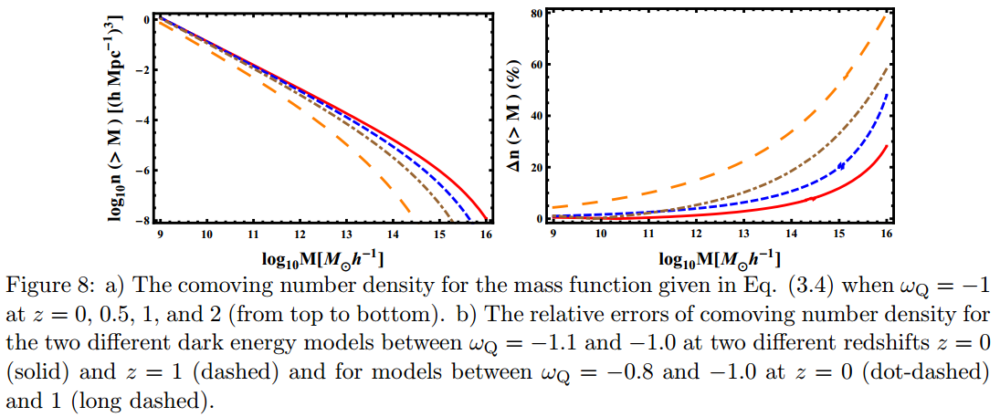 log₁₀n (> M ) [(h Mpc⁻¹)³]
0
−2
−4
−6
−8
9 10 11 12 13 14 15 16
log₁₀M[M⊙h⁻¹]
Δn (> M ) (%)
80
60
40
20
0
9 10 11 12 13 14 15 16
log₁₀M[M⊙h⁻¹]
Figure 8: a) The comoving number density for the mass function given in Eq. (3.4) when ωQ = −1
at z = 0, 0.5, 1, and 2 (from top to bottom). b) The relative errors of comoving number density for
the two different dark energy models between ωQ = −1.1 and −1.0 at two different redshifts z = 0
(solid) and z = 1 (dashed) and for models between ωQ = −0.8 and −1.0 at z = 0 (dot-dashed)
and 1 (long dashed).